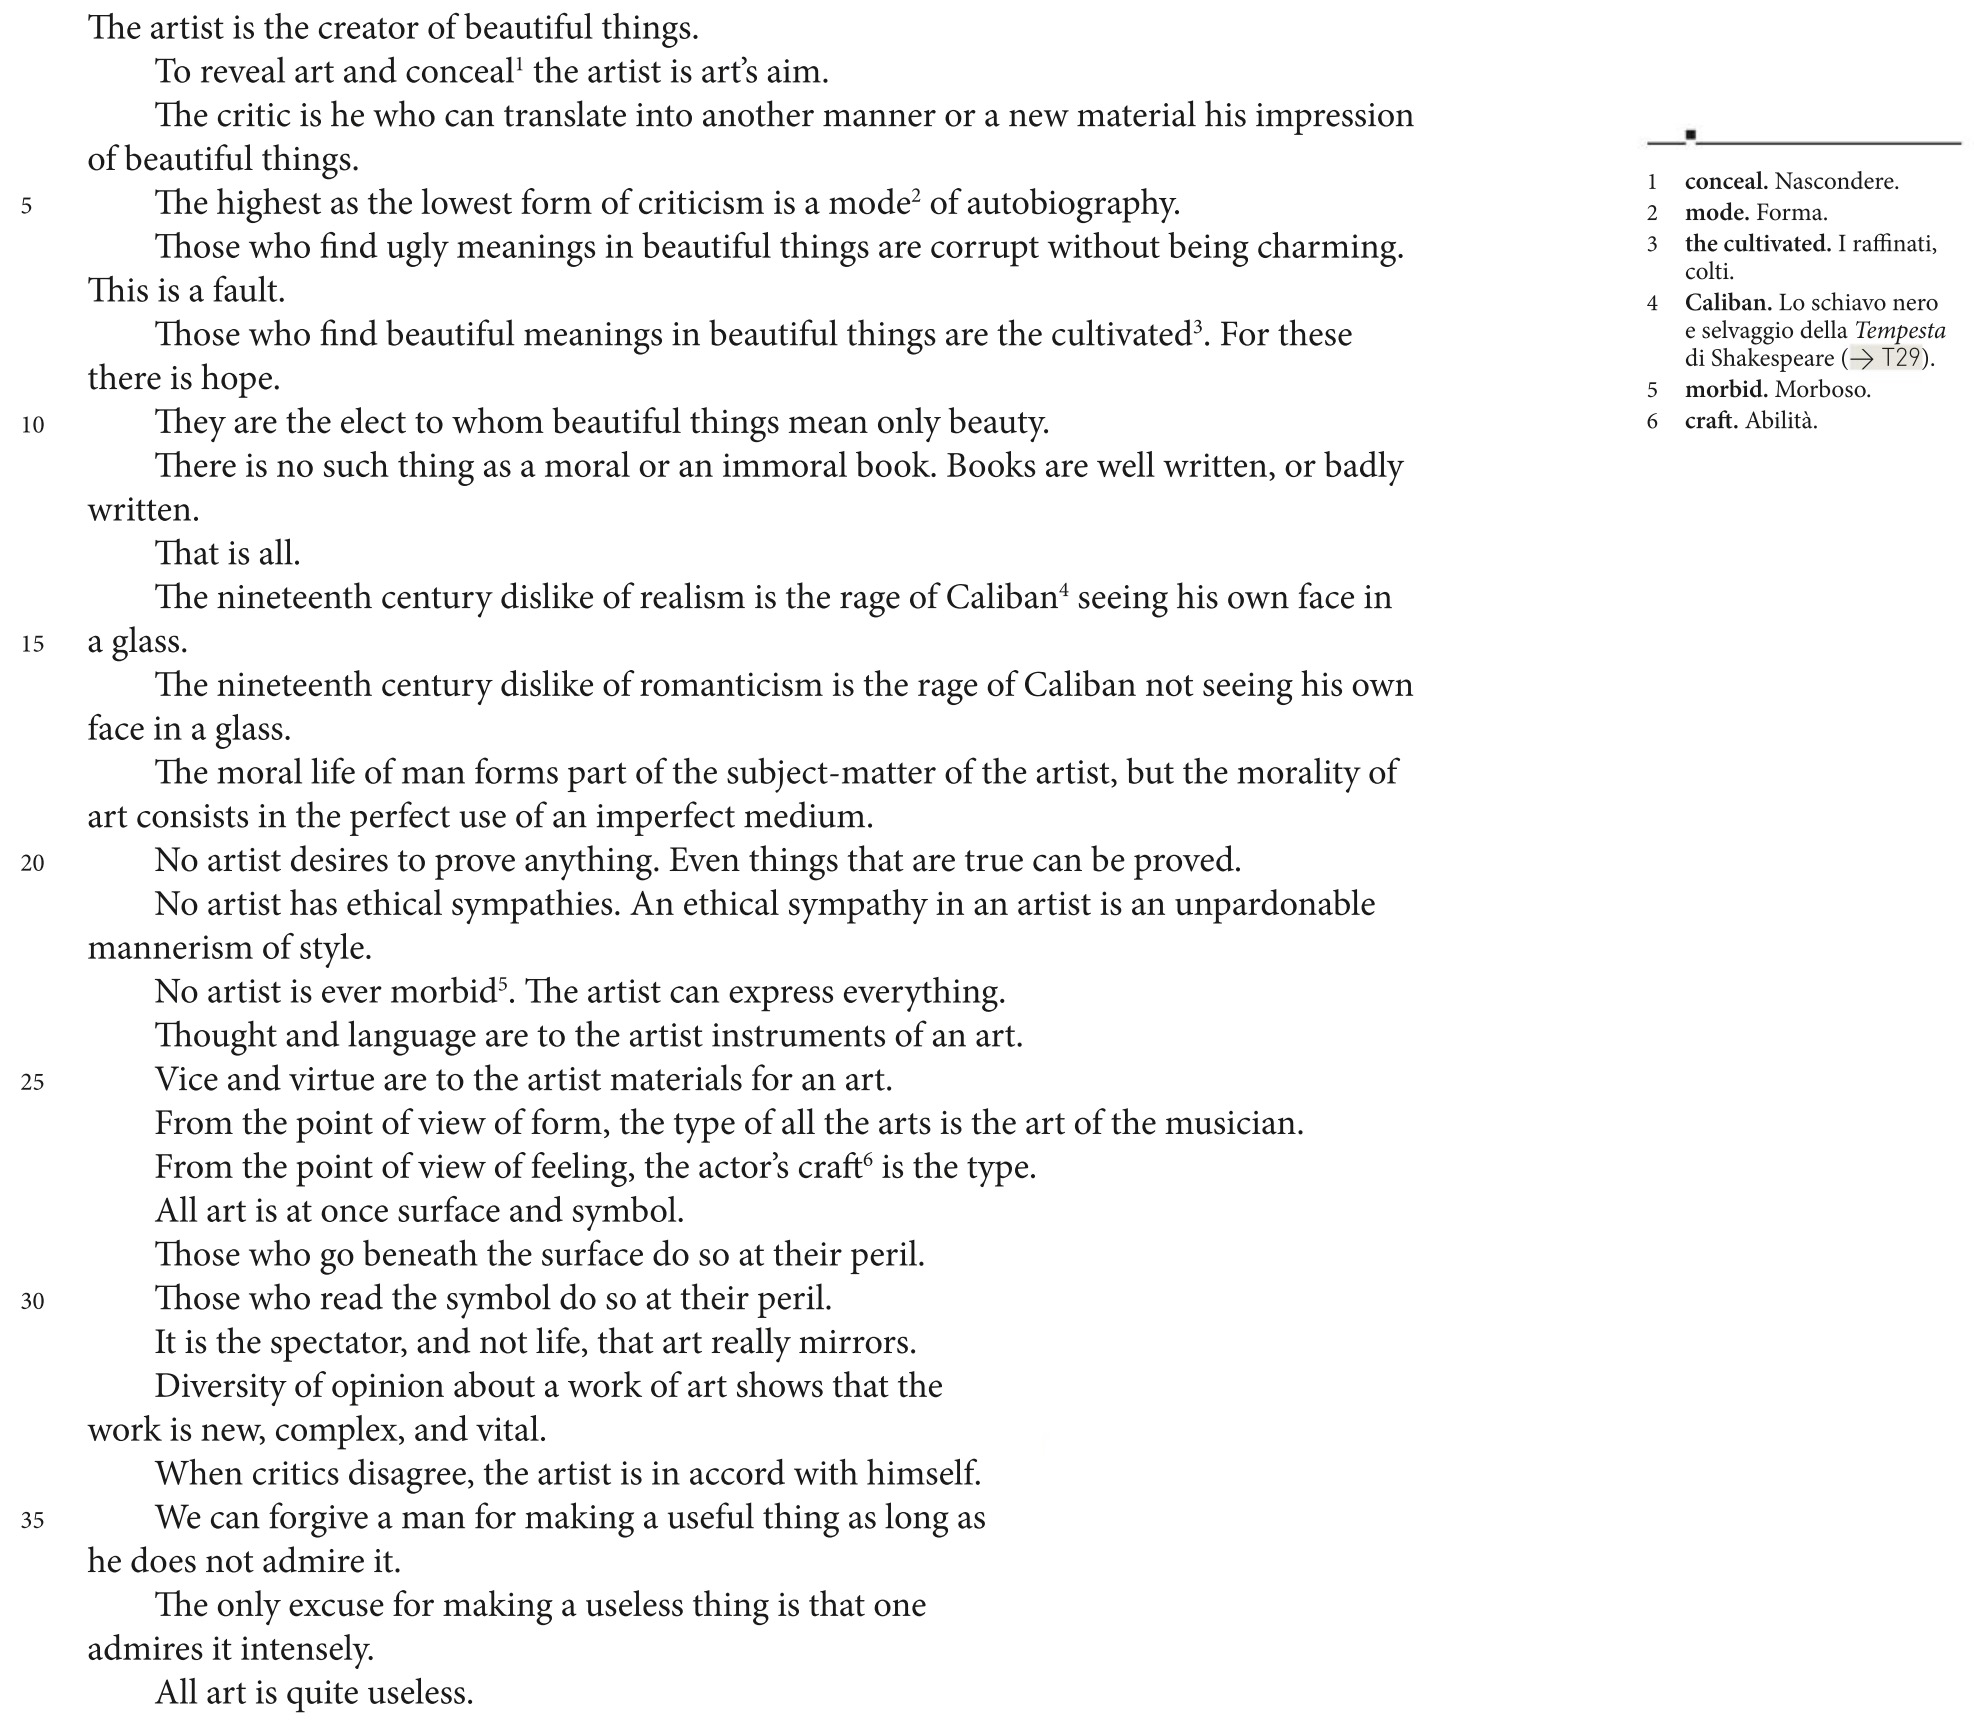 The artist is the creator of beautiful things.
To reveal art and conceal¹ the artist is art’s aim.
The critic is he who can translate into another manner or a new material his impression
of beautiful things.
5 The highest as the lowest form of criticism is a mode² of autobiography.
Those who find ugly meanings in beautiful things are corrupt without being charming.
This is a fault.
Those who find beautiful meanings in beautiful things are the cultivated³. For these
there is hope.
10 They are the elect to whom beautiful things mean only beauty.
There is no such thing as a moral or an immoral book. Books are well written, or badly
written.
That is all.
The nineteenth century dislike of realism is the rage of Caliban⁴ seeing his own face in
15 a glass.
The nineteenth century dislike of romanticism is the rage of Caliban not seeing his own
face in a glass.
The moral life of man forms part of the subject-matter of the artist, but the morality of
art consists in the perfect use of an imperfect medium.
20 No artist desires to prove anything. Even things that are true can be proved.
No artist has ethical sympathies. An ethical sympathy in an artist is an unpardonable
mannerism of style.
No artist is ever morbid⁵. The artist can express everything.
Thought and language are to the artist instruments of an art.
25 Vice and virtue are to the artist materials for an art.
From the point of view of form, the type of all the arts is the art of the musician.
From the point of view of feeling, the actor’s craft⁶ is the type.
All art is at once surface and symbol.
Those who go beneath the surface do so at their peril.
30 Those who read the symbol do so at their peril.
It is the spectator, and not life, that art really mirrors.
Diversity of opinion about a work of art shows that the
work is new, complex, and vital.
When critics disagree, the artist is in accord with himself.
35 We can forgive a man for making a useful thing as long as
he does not admire it.
The only excuse for making a useless thing is that one
admires it intensely.
All art is quite useless.
1 conceal. Nascondere.
2 mode. Forma.
3 the cultivated. I raffinati,
colti.
4 Caliban. Lo schiavo nero
e selvaggio della Tempesta
di Shakespeare (→ T29).
5 morbid. Morboso.
6 craft. Abilità.